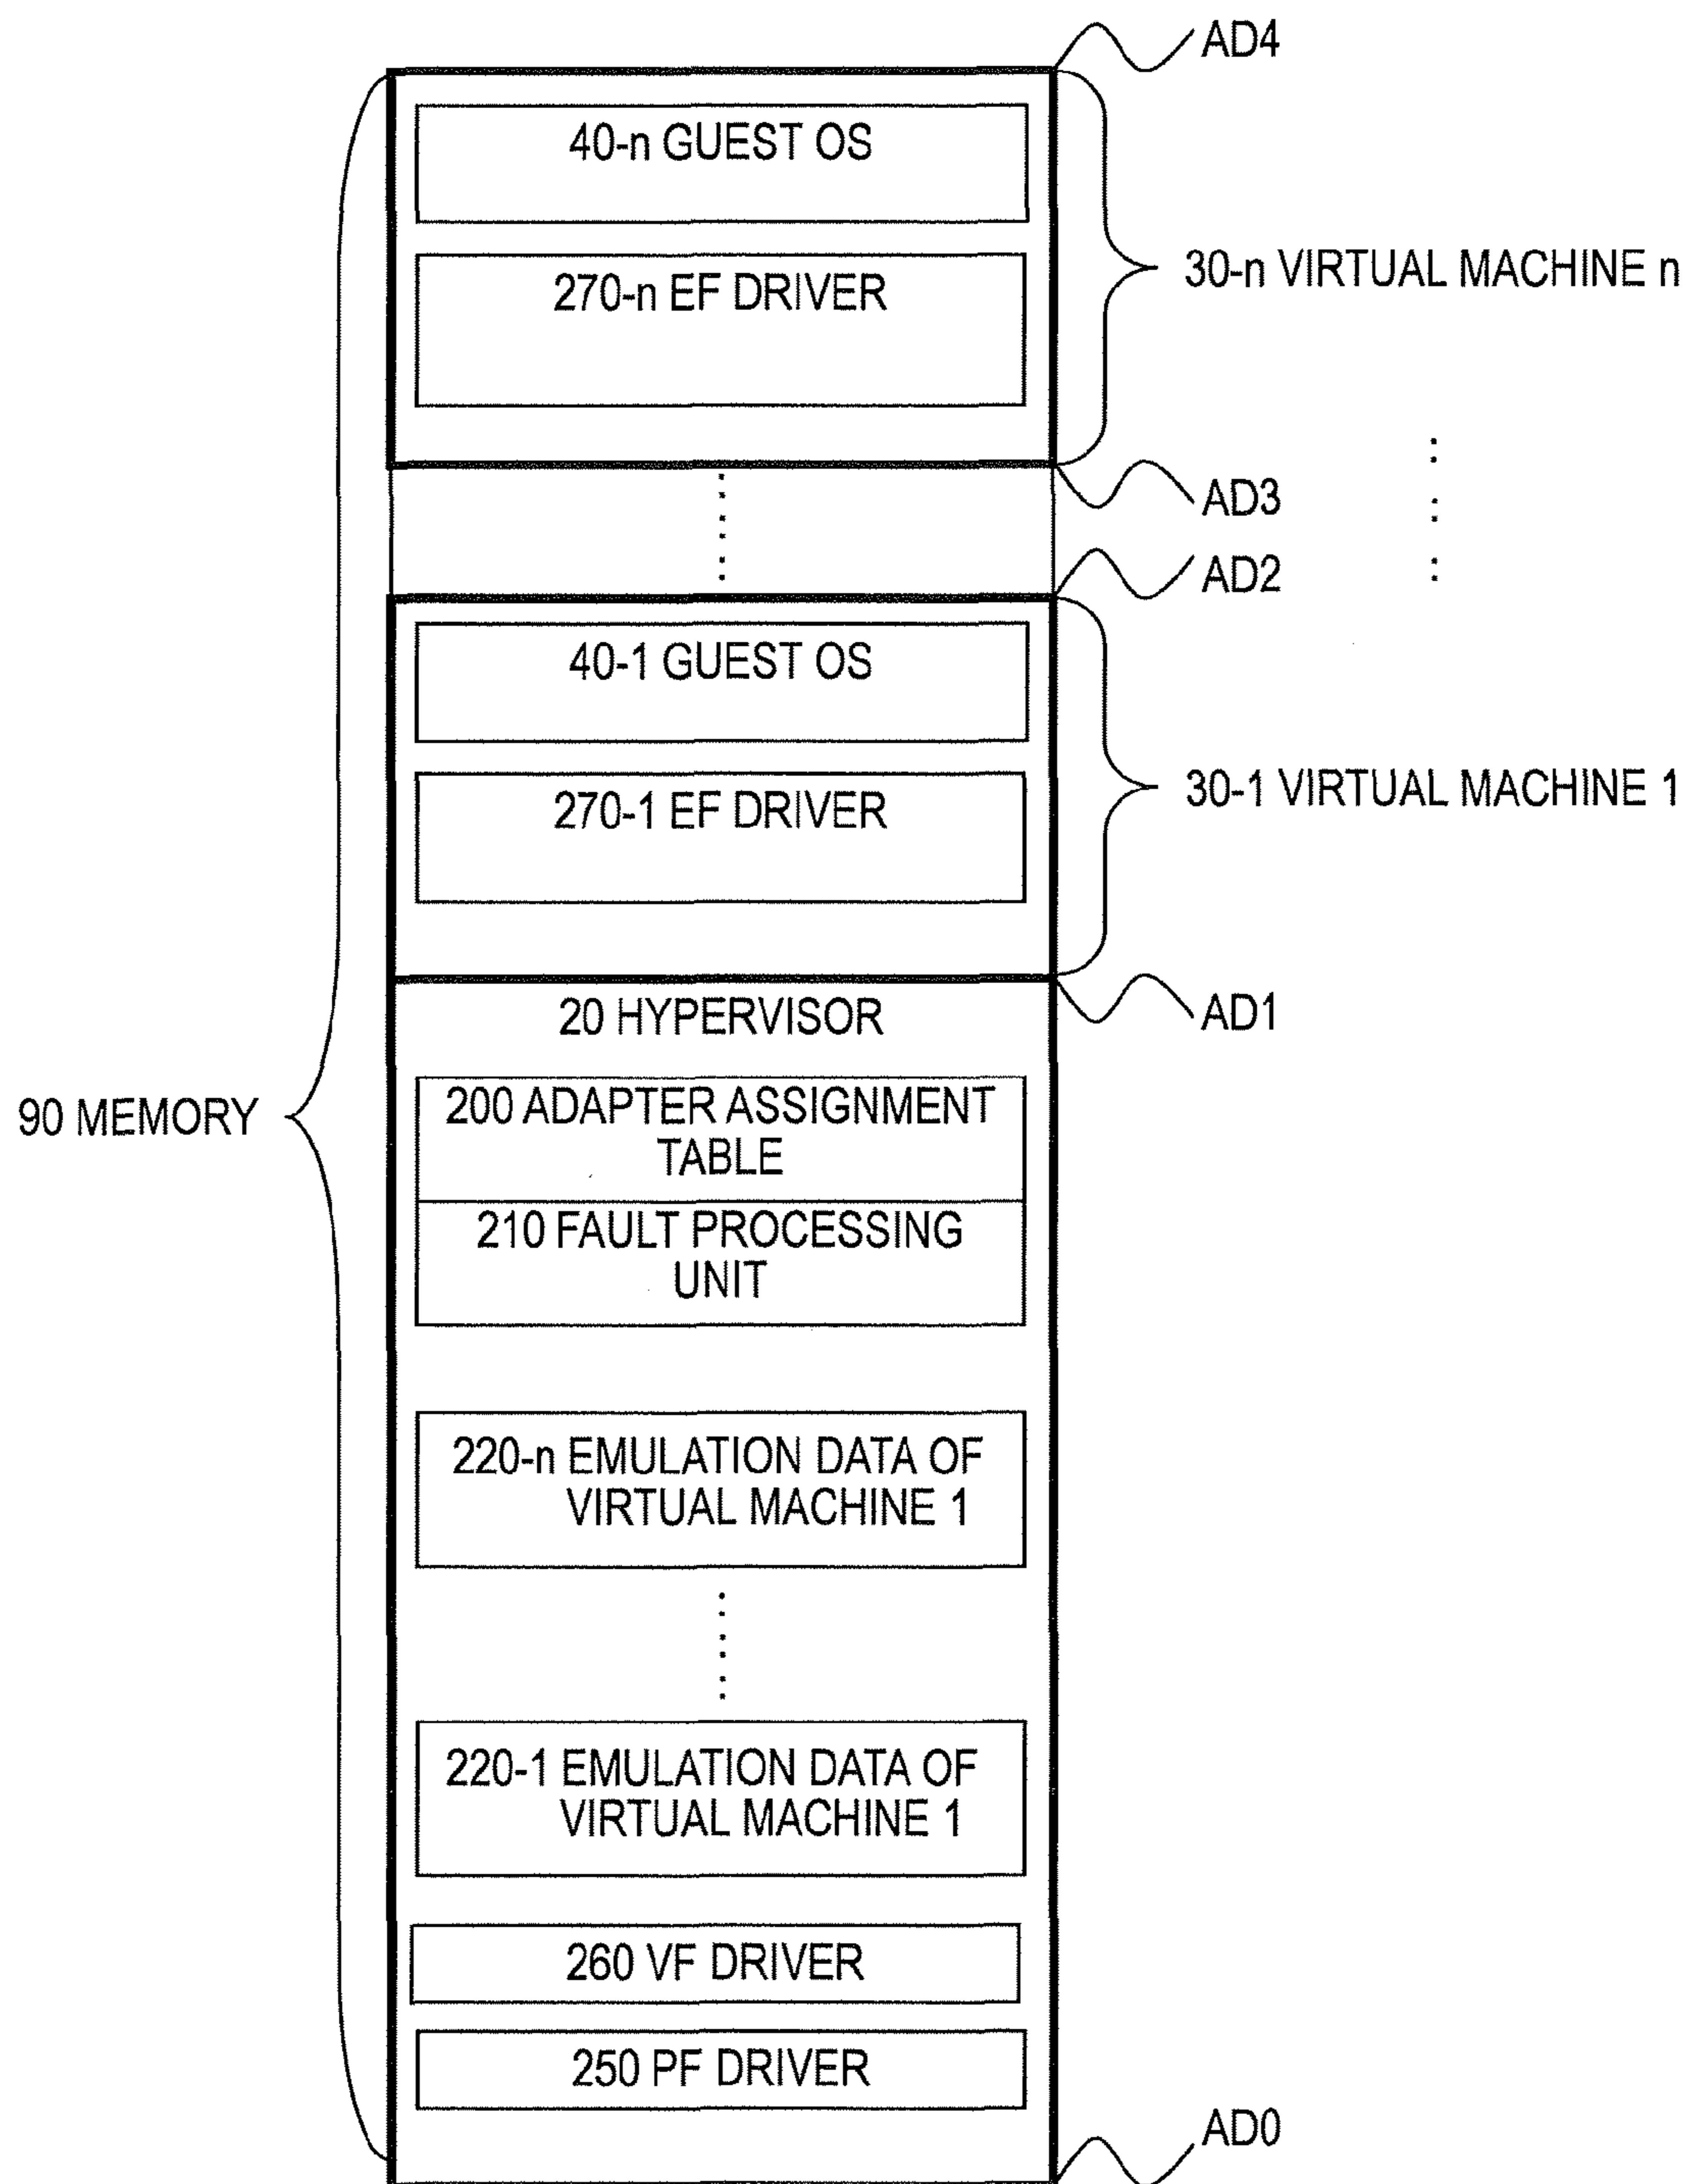 AD4
40-n GUEST OS
270-n EF DRIVER
30-n VIRTUAL MACHINE n
AD3
AD2
40-1 GUEST OS
270-1 EF DRIVER
30-1 VIRTUAL MACHINE 1
AD1
20 HYPERVISOR
200 ADAPTER ASSIGNMENT
TABLE
90 MEMORY
210 FAULT PROCESSING
UNIT
220-n EMULATION DATA OF
VIRTUAL MACHINE 1
220-1 EMULATION DATA OF
VIRTUAL MACHINE 1
260 VF DRIVER
250 PF DRIVER
AD0